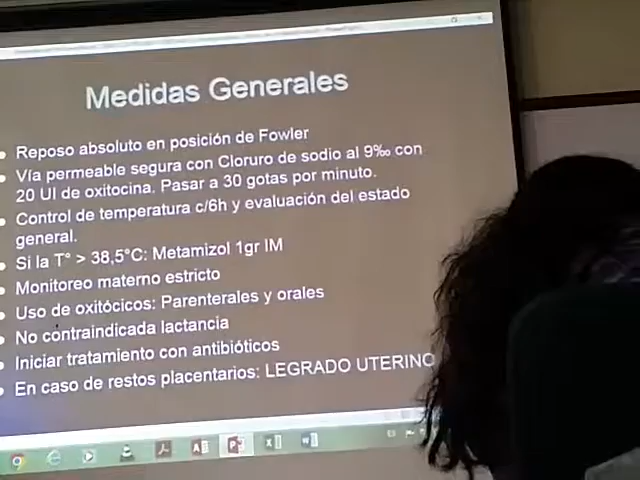 Medidas Generales
Reposo absoluto en posición de Fowler
Vía permeable segura con Cloruro de sodio al 9‰ con
20 UI de oxitocina. Pasar a 30 gotas por minuto.
Control de temperatura c/6h y evaluación del estado
general.
Si la T° > 38,5°C: Metamizol 1gr IM
Monitoreo materno estricto
Uso de oxitócicos: Parenterales y orales
No contraindicada lactancia
Iniciar tratamiento con antibióticos
En caso de restos placentarios: LEGRADO UTERINO